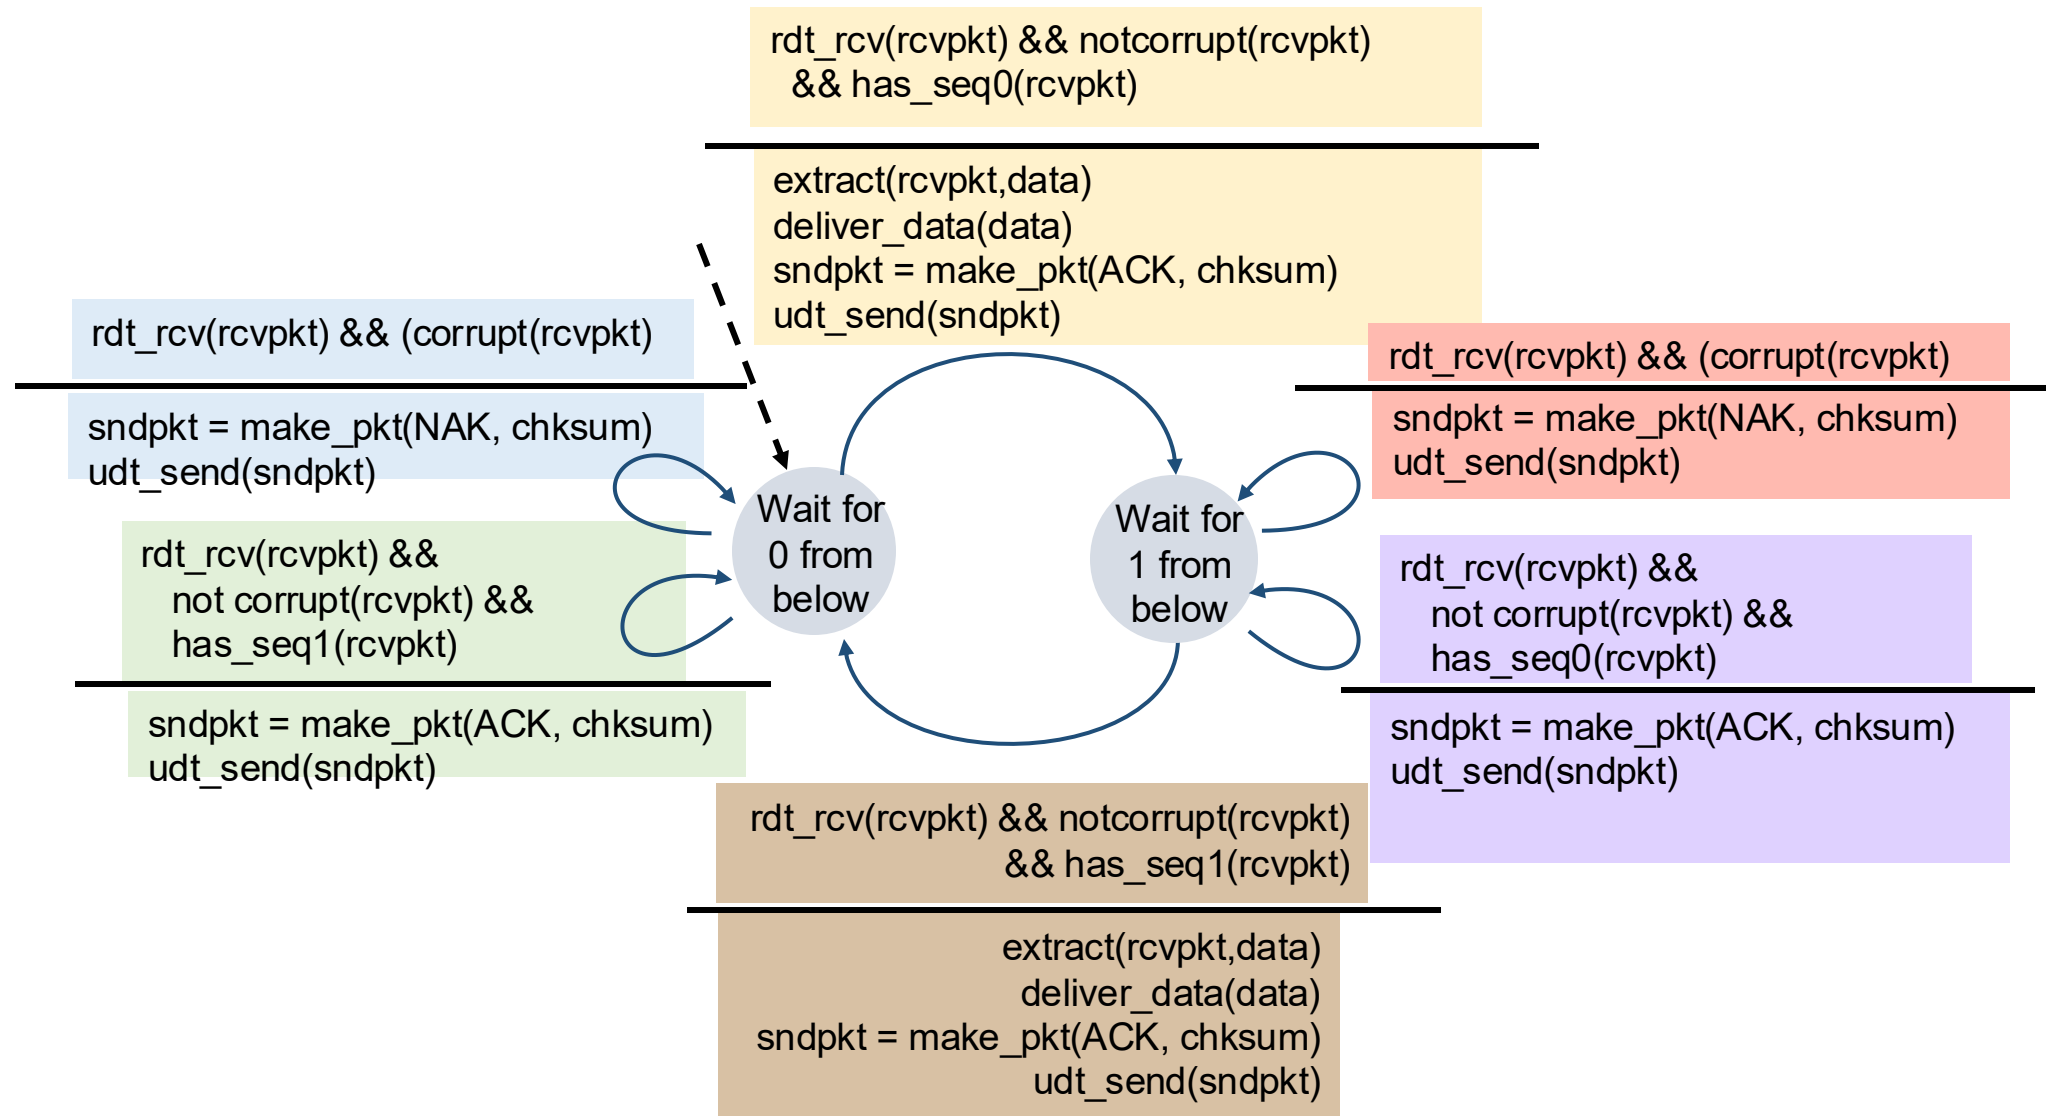 rdt_rcv(rcvpkt) && notcorrupt(rcvpkt)
&& has_seq0(rcvpkt)
extract(rcvpkt,data)
deliver_data(data)
sndpkt = make_pkt(ACK, chksum)
udt_send(sndpkt)
rdt_rcv(rcvpkt) && (corrupt(rcvpkt)
sndpkt = make_pkt(NAK, chksum)
udt_send(sndpkt)
rdt_rcv(rcvpkt) &&
not corrupt(rcvpkt) &&
has_seq1(rcvpkt)
sndpkt = make_pkt(ACK, chksum)
udt_send(sndpkt)
Wait for
0 from
below
Wait for
1 from
below
rdt_rcv(rcvpkt) && (corrupt(rcvpkt)
sndpkt = make_pkt(NAK, chksum)
udt_send(sndpkt)
rdt_rcv(rcvpkt) &&
not corrupt(rcvpkt) &&
has_seq0(rcvpkt)
sndpkt = make_pkt(ACK, chksum)
udt_send(sndpkt)
rdt_rcv(rcvpkt) && notcorrupt(rcvpkt)
&& has_seq1(rcvpkt)
extract(rcvpkt,data)
deliver_data(data)
sndpkt = make_pkt(ACK, chksum)
udt_send(sndpkt)